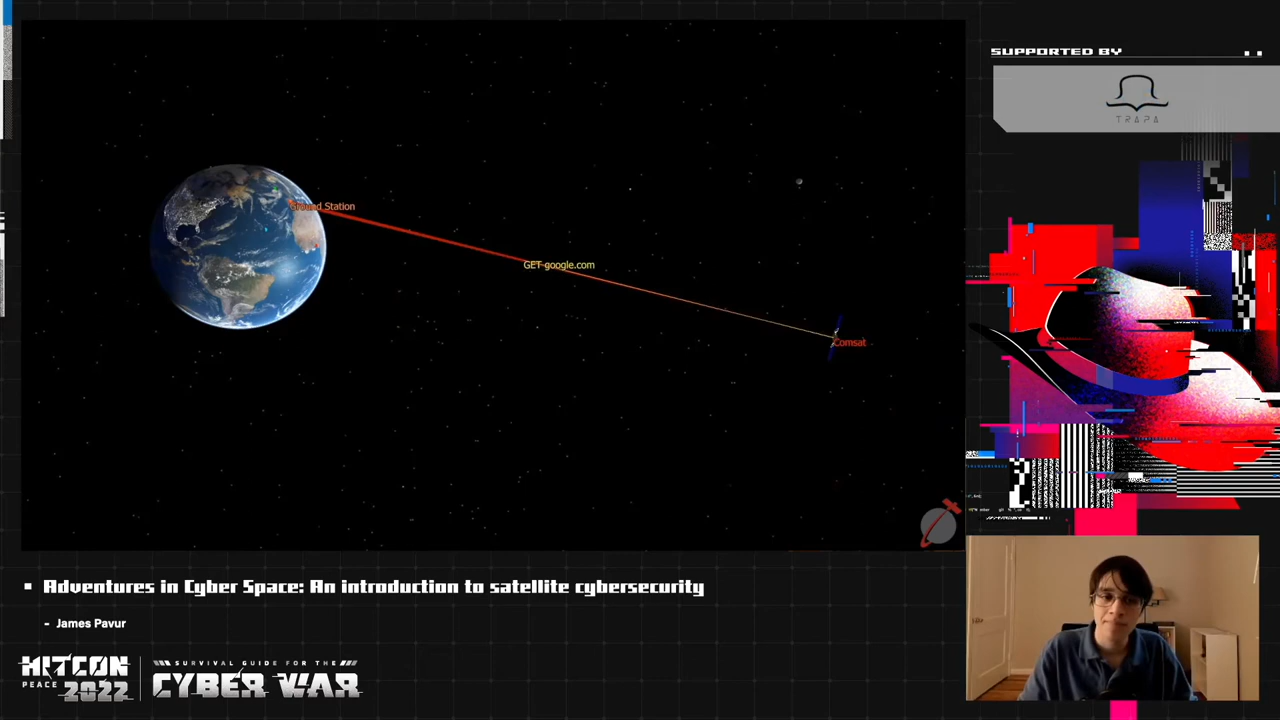 SUPPORTED BY
TRAPA
Ground Station
GET google.com
Comsat
Adventures in Cyber Space: An introduction to satellite cybersecurity
- James Pavur
HITCON
PEACE 2022
SURVIVAL GUIDE FOR THE
CYBER WAR